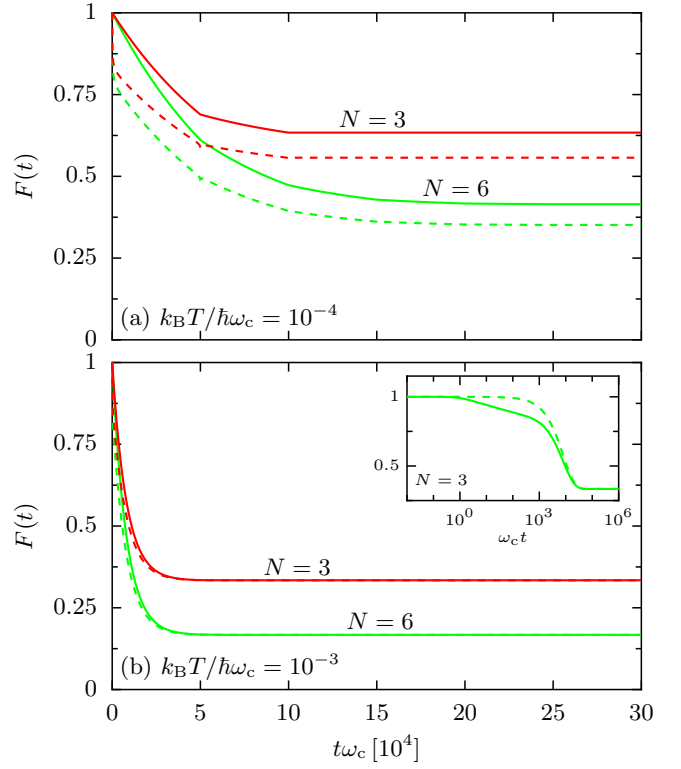 1
0.75
0.5
0.25
0
F(t)
N = 3
N = 6
(a) k_B T/ℏω_c = 10^{-4}
1
0.75
0.5
0.25
0
F(t)
1
0.5
N = 3
10^0 10^3 10^6
ω_c t
N = 3
N = 6
(b) k_B T/ℏω_c = 10^{-3}
0 5 10 15 20 25 30
tω_c [10^4]